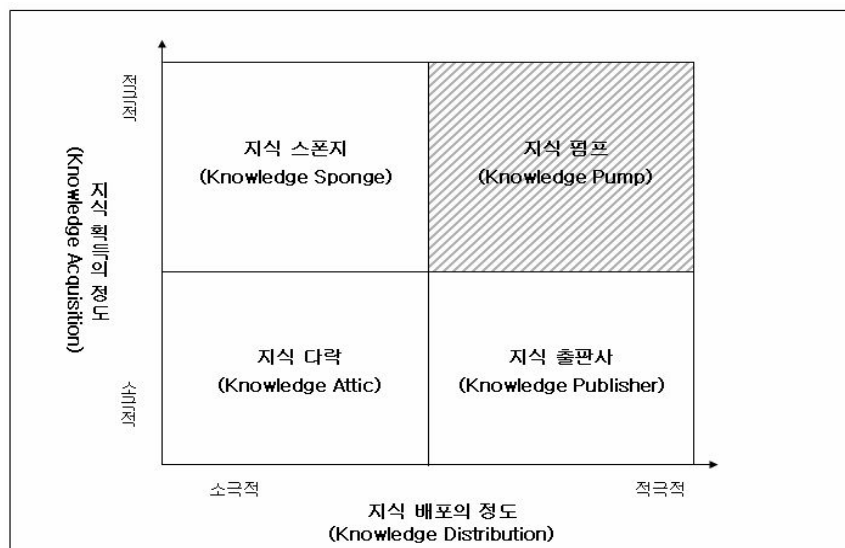 적극적
지식 획득의 정도
(Knowledge Acquisition)
소극적
지식 스폰지
(Knowledge Sponge)
지식 펌프
(Knowledge Pump)
지식 다락
(Knowledge Attic)
지식 출판사
(Knowledge Publisher)
소극적
적극적
지식 배포의 정도
(Knowledge Distribution)